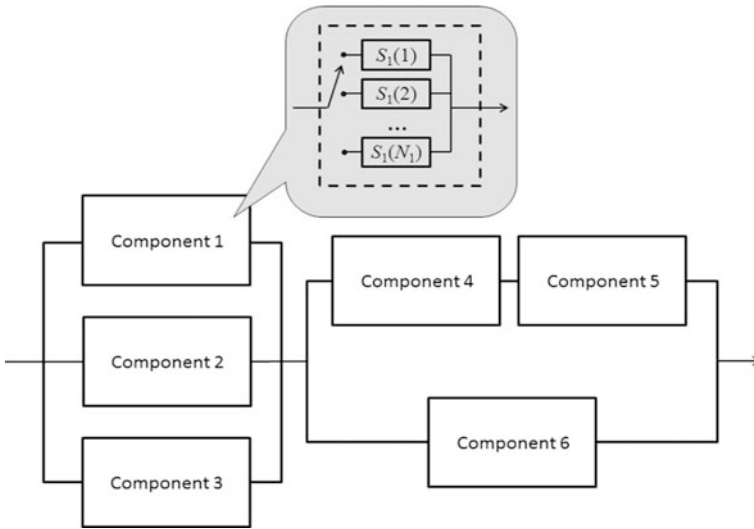 S₁(1)
S₁(2)
...
S₁(N₁)
Component 1
Component 4
Component 5
Component 2
Component 6
Component 3